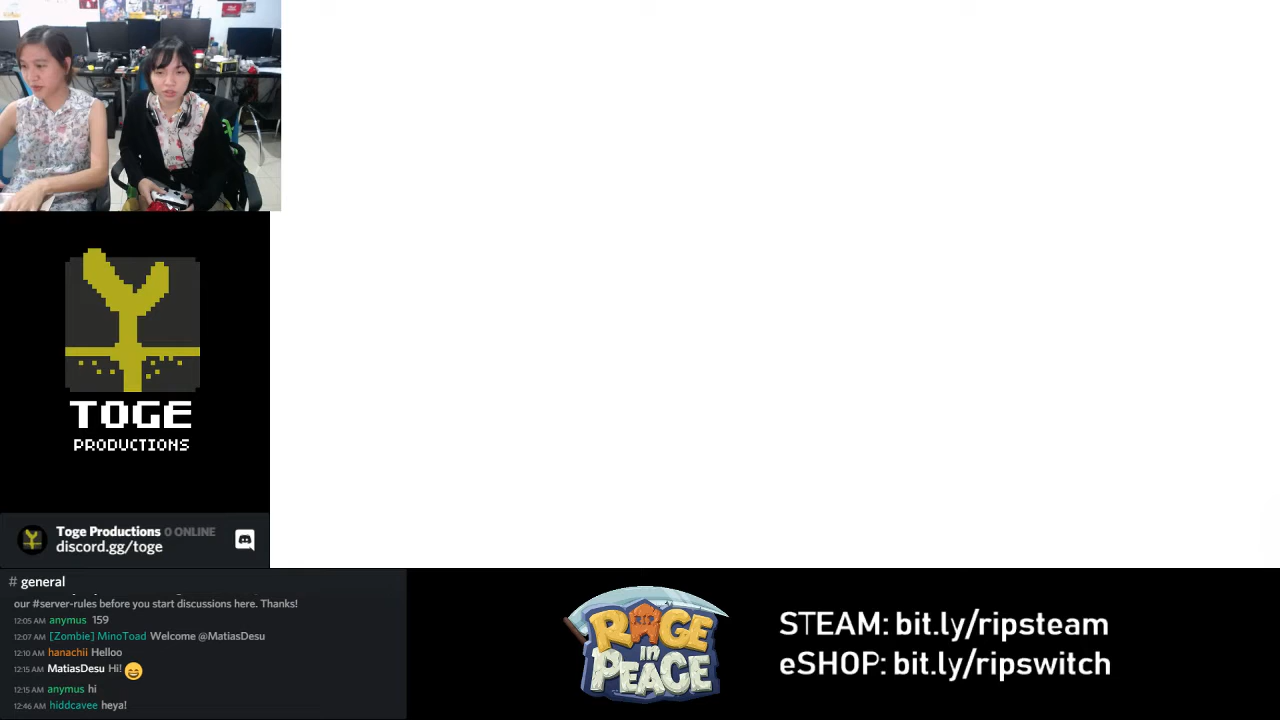 TOGE
PRODUCTIONS
Toge Productions 0 ONLINE
discord.gg/toge
# general
our #server-rules before you start discussions here. Thanks!
12:05 AM anymus 159
12:07 AM [Zombie] MinoToad Welcome @MatiasDesu
12:10 AM hanachii Helloo
12:15 AM MatiasDesu Hi! 😄
12:15 AM anymus hi
12:46 AM hiddcavee heya!
RIP
RAGE
in
PEACE
STEAM: bit.ly/ripsteam
eSHOP: bit.ly/ripswitch